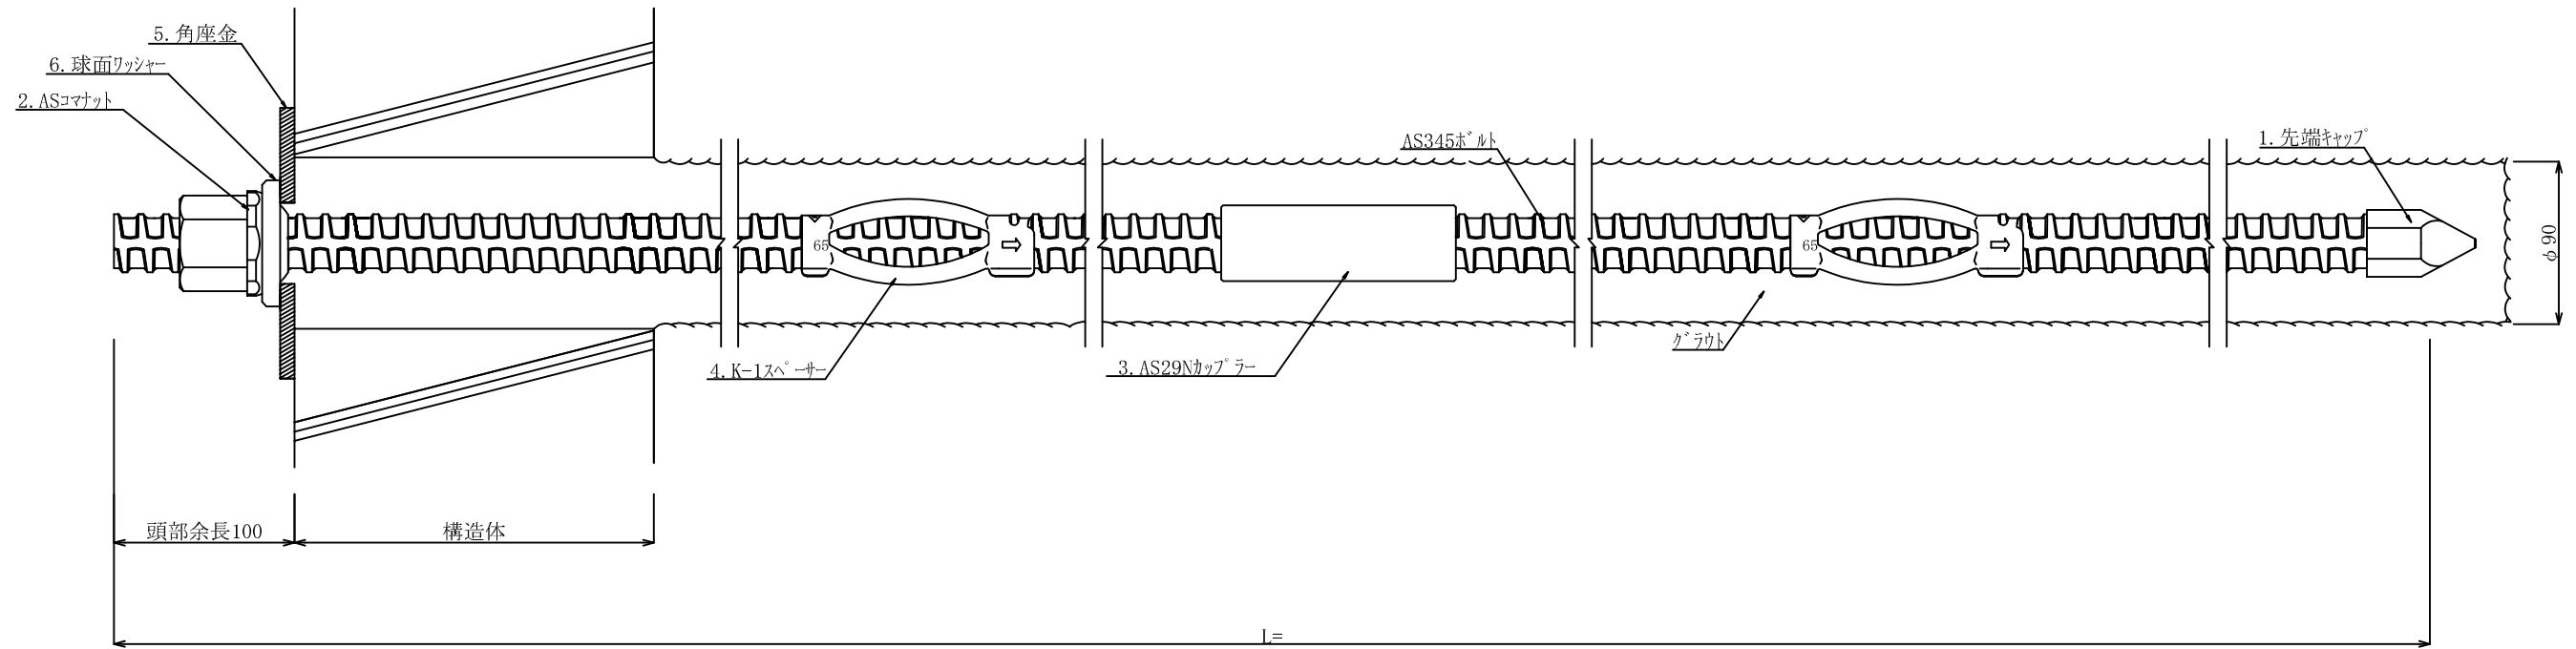 5.角座金
6.球面ﾜｯｼｬｰ
2.ASｺﾏﾅｯﾄ
AS345ﾎﾞﾙﾄ
1.先端ｷｬｯﾌﾟ
65
65
φ90
ｸﾞﾗｳﾄ
4.K-1ｽﾍﾟｰｻｰ
3.AS29Nｶｯﾌﾟﾗｰ
頭部余長100
構造体
L=